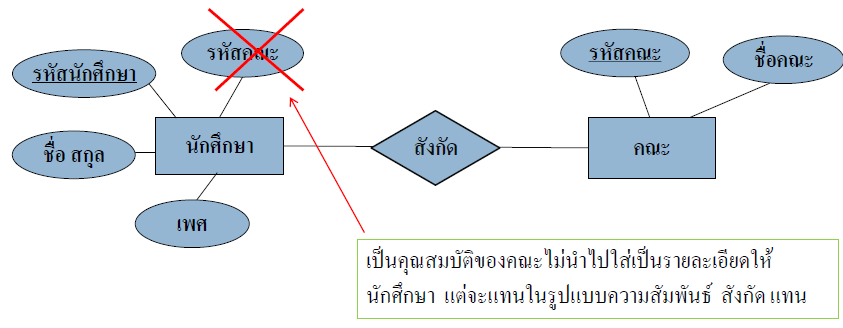 รหัสคณะ
รหัสคณะ
ชื่อคณะ
รหัสนักศึกษา
นักศึกษา
สังกัด
คณะ
ชื่อ สกุล
เพศ
เป็นคุณสมบัติของคณะไม่นำไปใส่เป็นรายละเอียดให้
นักศึกษา แต่จะแทนในรูปแบบความสัมพันธ์ สังกัด แทน